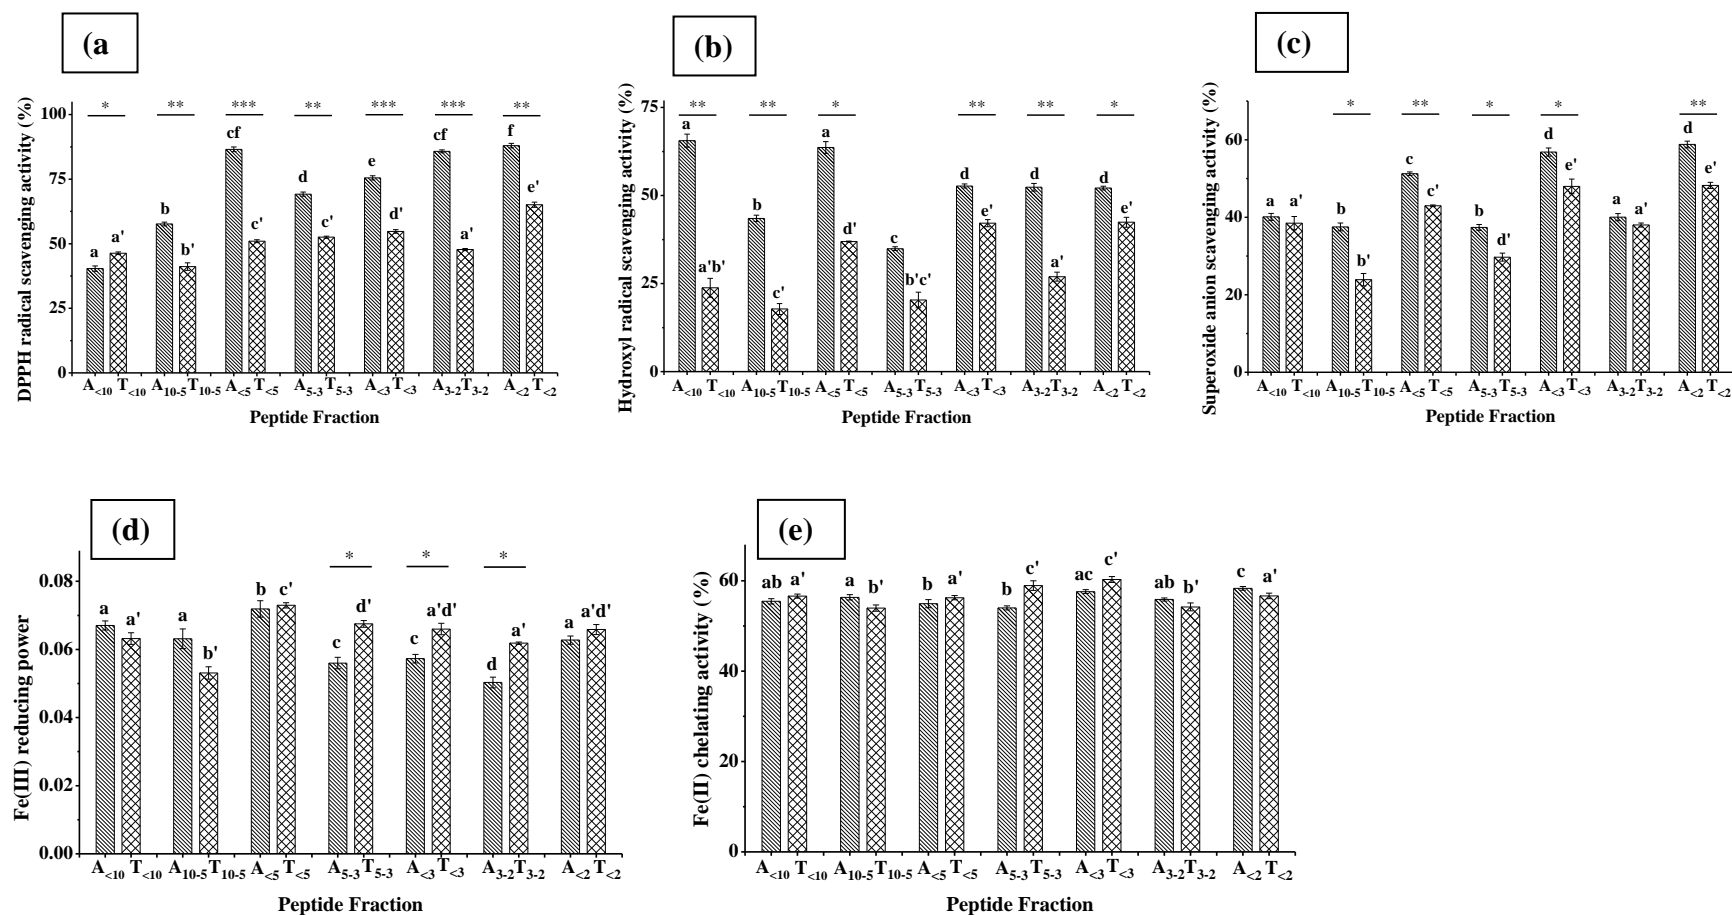 (a
DPPH radical scavenging activity (%)
* ** *** ** *** *** **
100
75
50
25
0
a a' b b' cf c' d c' e d' cf a' f e'
A<10 T<10 A10-5 T10-5 A<5 T<5 A5-3 T5-3 A<3 T<3 A3-2 T3-2 A<2 T<2
Peptide Fraction
(b)
Hydroxyl radical scavenging activity (%)
** ** * ** ** *
75
50
25
0
a a'b' b c' a d' c b'c' d e' d a' d e'
A<10 T<10 A10-5 T10-5 A<5 T<5 A5-3 T5-3 A<3 T<3 A3-2 T3-2 A<2 T<2
Peptide Fraction
(c)
Superoxide anion scavenging activity (%)
* ** * * **
60
40
20
0
a a' b b' c c' b d' d e' a a' d e'
A<10 T<10 A10-5 T10-5 A<5 T<5 A5-3 T5-3 A<3 T<3 A3-2 T3-2 A<2 T<2
Peptide Fraction
(d)
Fe(III) reducing power
* * *
0.08
0.06
0.04
0.02
0.00
a a' a b' b c' c d' c a'd' d a' a a'd'
A<10 T<10 A10-5 T10-5 A<5 T<5 A5-3 T5-3 A<3 T<3 A3-2 T3-2 A<2 T<2
Peptide Fraction
(e)
Fe(II) chelating activity (%)
60
40
20
0
ab a' a b' b a' b c' ac c' ab b' c a'
A<10 T<10 A10-5 T10-5 A<5 T<5 A5-3 T5-3 A<3 T<3 A3-2 T3-2 A<2 T<2
Peptide Fraction